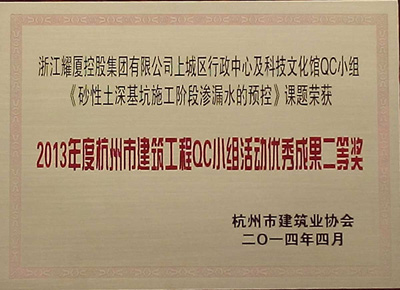 浙江耀厦控股集团有限公司上城区行政中心及科技文化馆QC小组
《砂性土深基坑施工阶段渗漏水的预控》课题荣获
2013年度杭州市建筑工程QC小组活动优秀成果二等奖
杭州市建筑业协会
二〇一四年四月